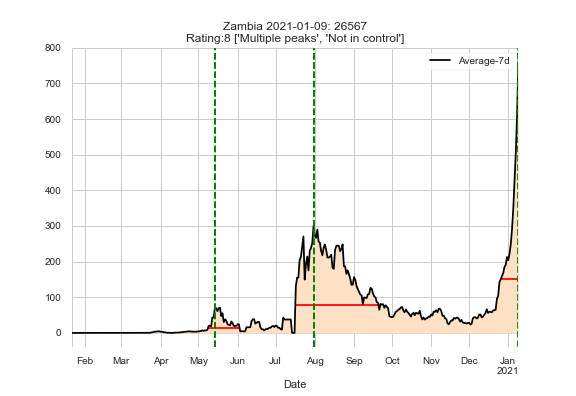 Zambia 2021-01-09: 26567
Rating:8 ['Multiple peaks', 'Not in control']
Average-7d
800
700
600
500
400
300
200
100
0
Feb Mar Apr May Jun Jul Aug Sep Oct Nov Dec Jan
2021
Date